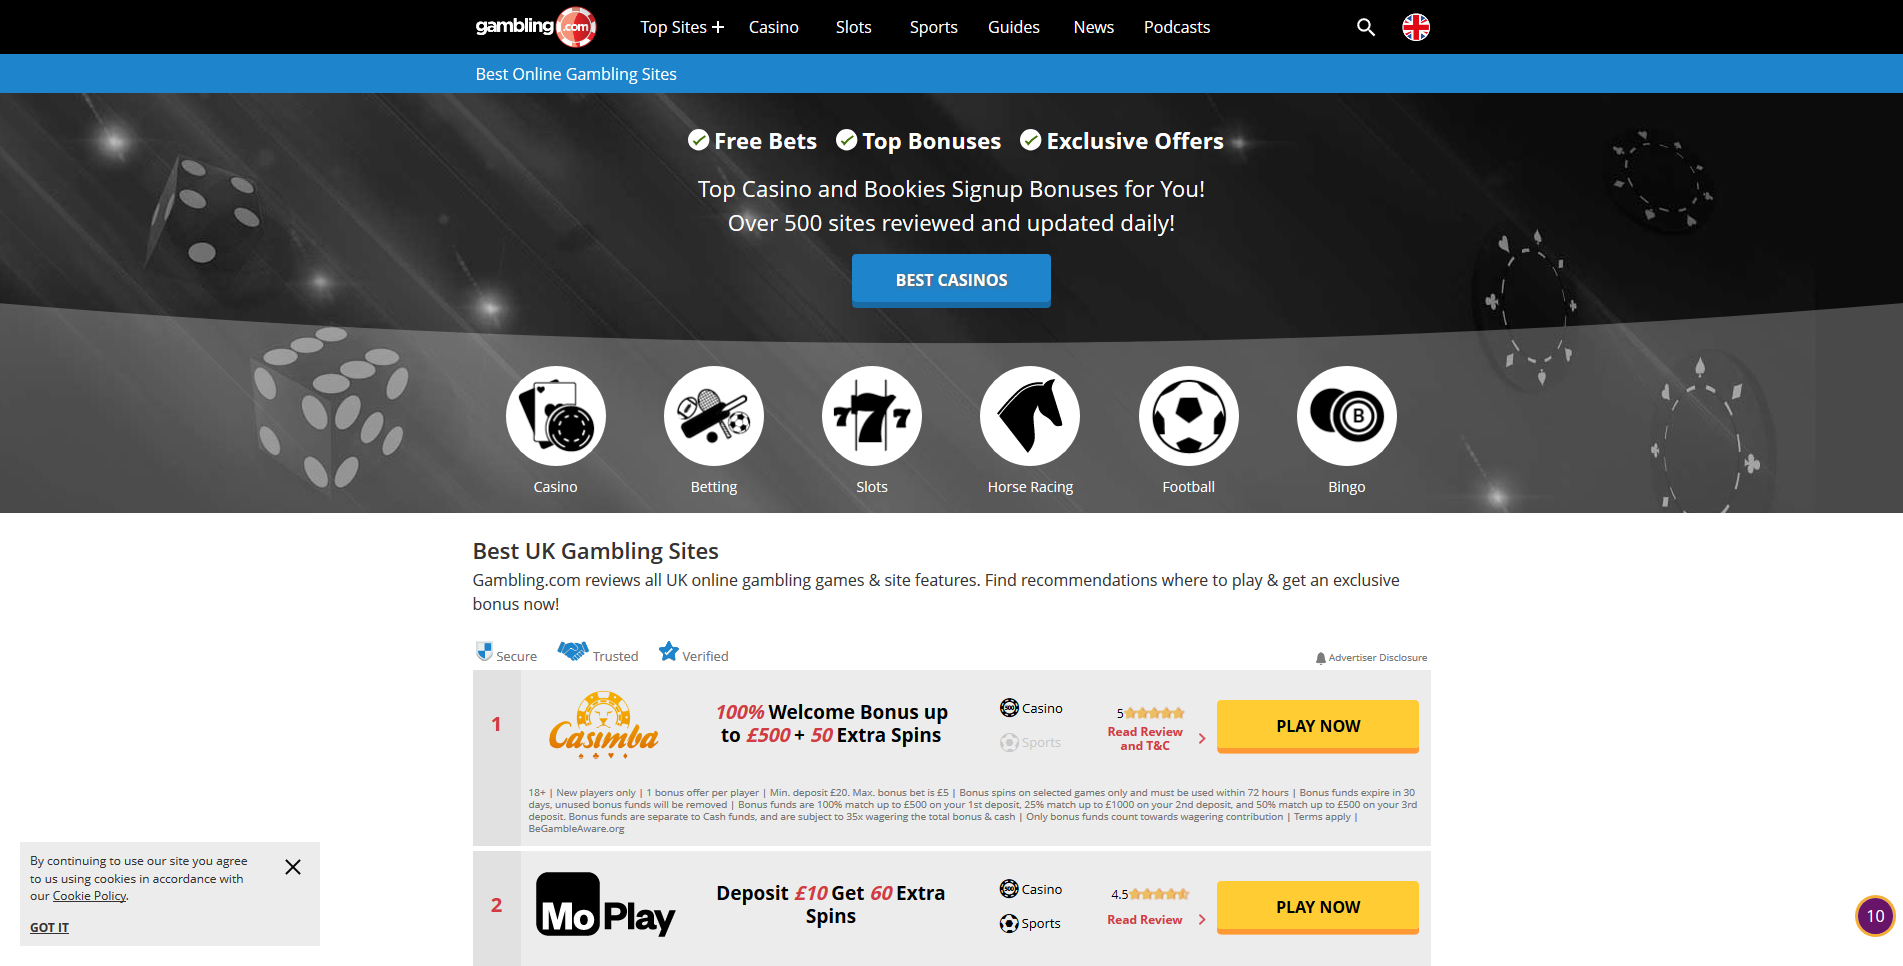 gambling.com
Top Sites +
Casino
Slots
Sports
Guides
News
Podcasts
Best Online Gambling Sites
Free Bets
Top Bonuses
Exclusive Offers
Top Casino and Bookies Signup Bonuses for You!
Over 500 sites reviewed and updated daily!
BEST CASINOS
777
B
Casino
Betting
Slots
Horse Racing
Football
Bingo
Best UK Gambling Sites
Gambling.com reviews all UK online gambling games & site features. Find recommendations where to play & get an exclusive
bonus now!
Secure
Trusted
Verified
Advertiser Disclosure
1
Casimba
100% Welcome Bonus up
to £500 + 50 Extra Spins
Casino
Sports
5
Read Review
and T&C
PLAY NOW
18+ | New players only | 1 bonus offer per player | Min. deposit £20. Max. bonus bet is £5 | Bonus spins on selected games only and must be used within 72 hours | Bonus funds expire in 30
days, unused bonus funds will be removed | Bonus funds are 100% match up to £500 on your 1st deposit, 25% match up to £1000 on your 2nd deposit, and 50% match up to £500 on your 3rd
deposit. Bonus funds are separate to Cash funds, and are subject to 35x wagering the total bonus & cash | Only bonus funds count towards wagering contribution | Terms apply |
BeGambleAware.org
2
MoPlay
Deposit £10 Get 60 Extra
Spins
Casino
Sports
4.5
Read Review
PLAY NOW
By continuing to use our site you agree
to us using cookies in accordance with
our Cookie Policy.
GOT IT
10